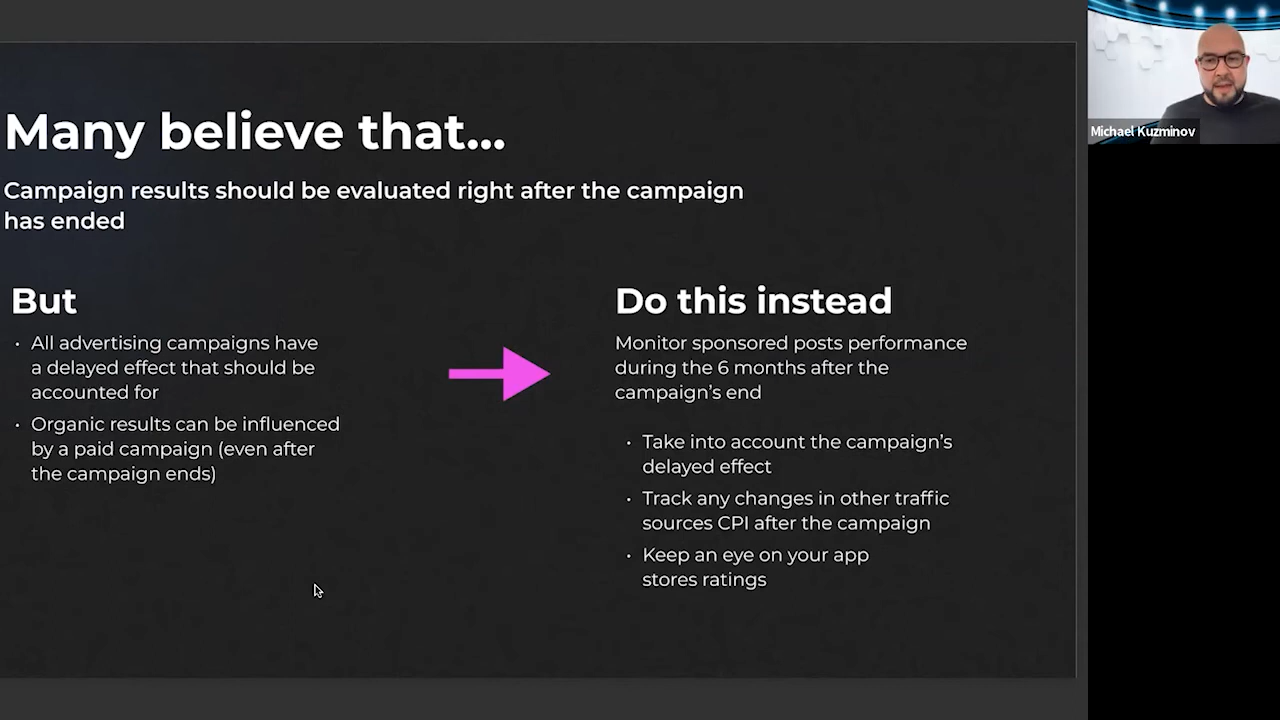 Many believe that...
Campaign results should be evaluated right after the campaign
has ended
But
• All advertising campaigns have
a delayed effect that should be
accounted for
• Organic results can be influenced
by a paid campaign (even after
the campaign ends)
Do this instead
Monitor sponsored posts performance
during the 6 months after the
campaign's end
• Take into account the campaign's
delayed effect
• Track any changes in other traffic
sources CPI after the campaign
• Keep an eye on your app
stores ratings
Michael Kuzminov